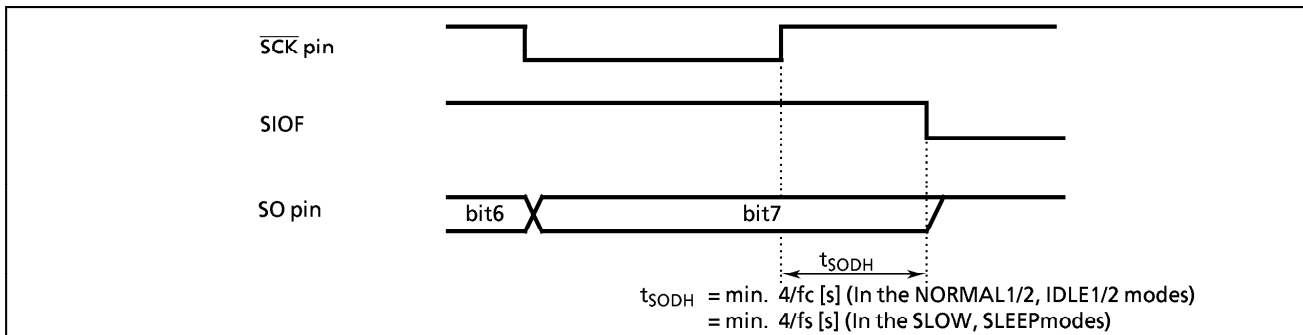 SCK pin
SIOF
SO pin
bit6 bit7
tSODH
tSODH = min. 4/fc [s] (In the NORMAL1/2, IDLE1/2 modes)
= min. 4/fs [s] (In the SLOW, SLEEPmodes)